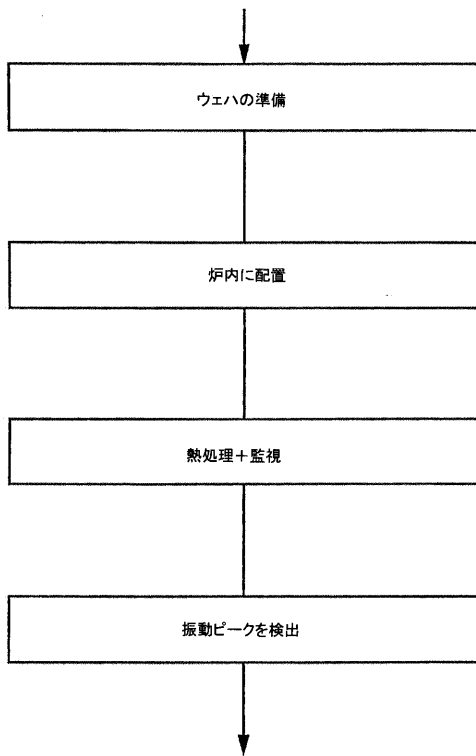 ウェハの準備
炉内に配置
熱処理＋監視
振動ピークを検出